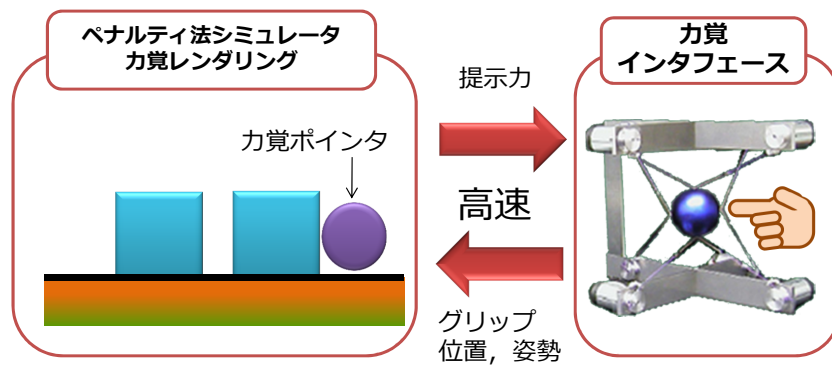 ペナルティ法シミュレータ
力覚レンダリング
力覚ポインタ
提示力
高速
グリップ
位置，姿勢
力覚
インタフェース